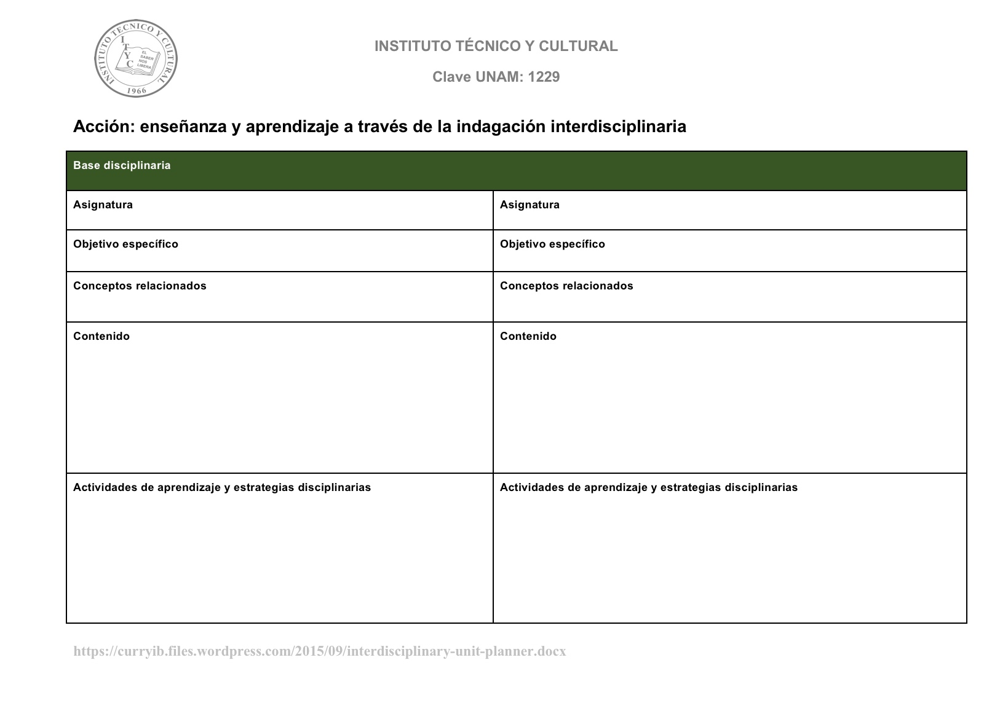 INSTITUTO TECNICO Y CULTURAL
I
T
Y
C
EL
SABER
NOS
LIBERA
1966
INSTITUTO TÉCNICO Y CULTURAL
Clave UNAM: 1229
Acción: enseñanza y aprendizaje a través de la indagación interdisciplinaria
Base disciplinaria
Asignatura
Asignatura
Objetivo específico
Objetivo específico
Conceptos relacionados
Conceptos relacionados
Contenido
Contenido
Actividades de aprendizaje y estrategias disciplinarias
Actividades de aprendizaje y estrategias disciplinarias
https://curryib.files.wordpress.com/2015/09/interdisciplinary-unit-planner.docx